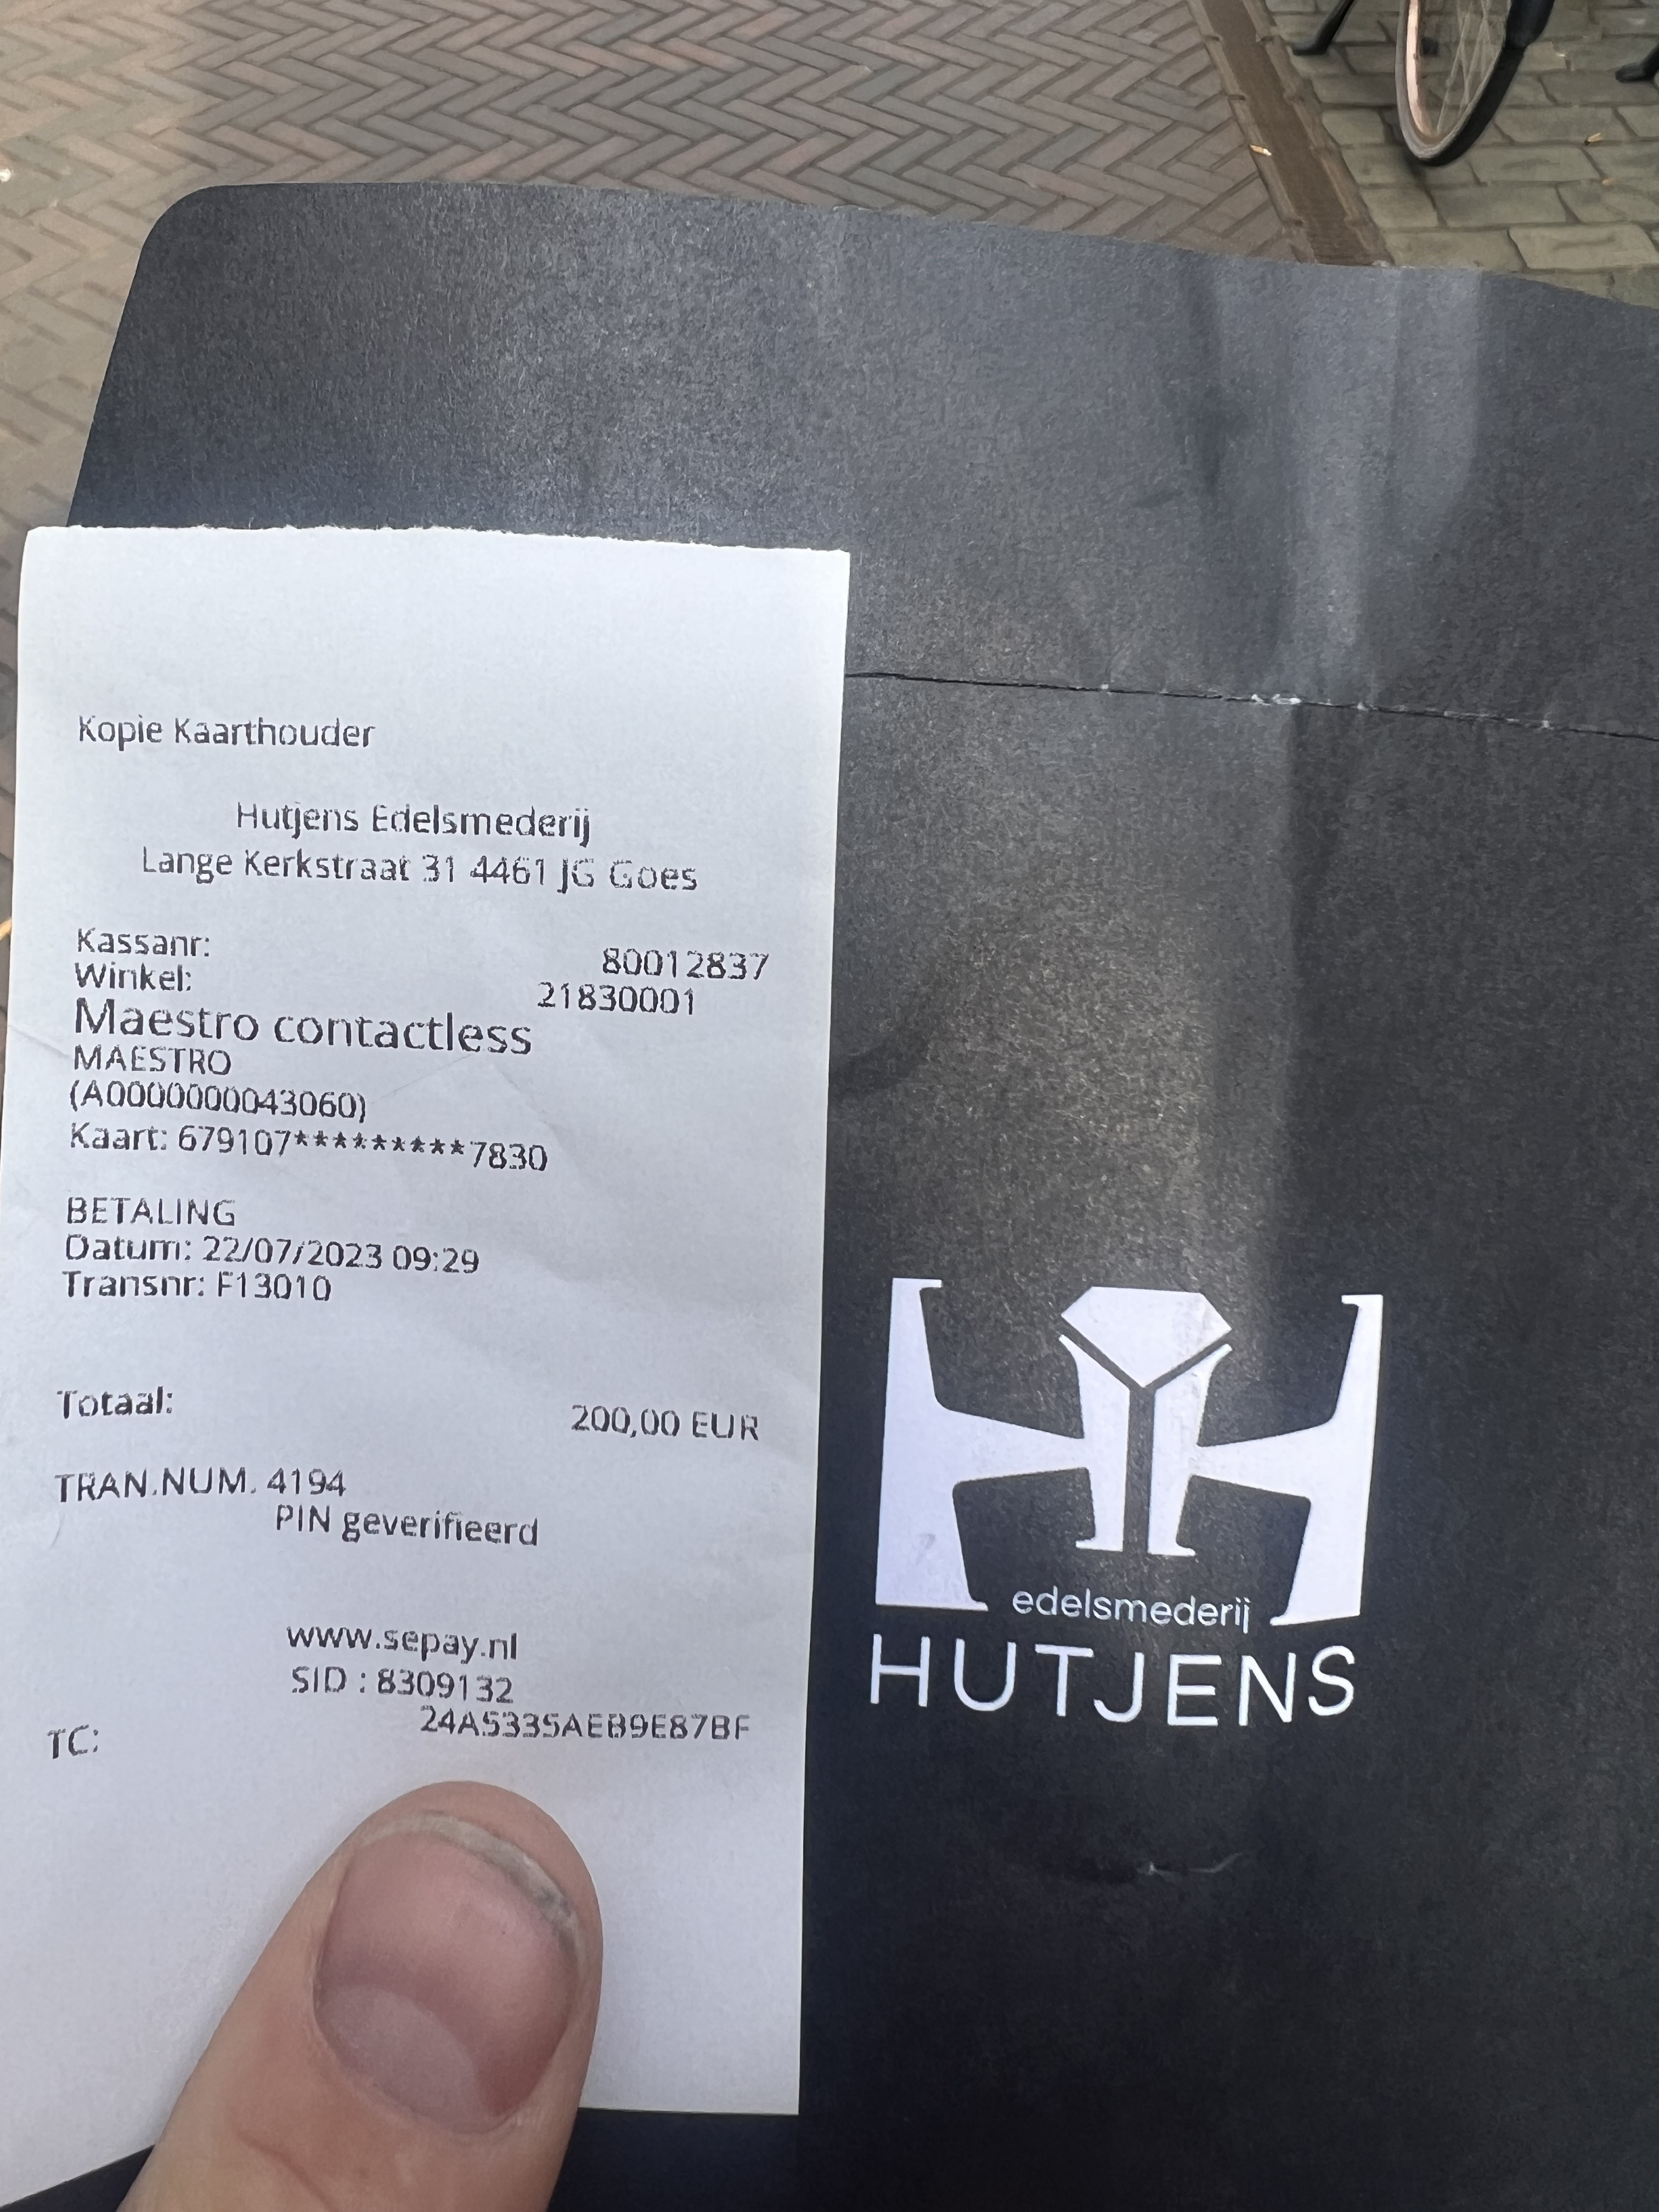 Kopie Kaarthouder
Hutjens Edelsmederij
Lange Kerkstraat 31 4461 JG Goes
Kassanr: 80012837
Winkel: 21830001
Maestro contactless
MAESTRO
(A0000000043060)
Kaart: 679107*********7830
BETALING
Datum: 22/07/2023 09:29
Transnr: F13010
Totaal: 200,00 EUR
TRAN.NUM. 4194
PIN geverifieerd
www.sepay.nl
SID : 8309132
TC: 24A5335AEB9E87BF
edelsmederij
HUTJENS